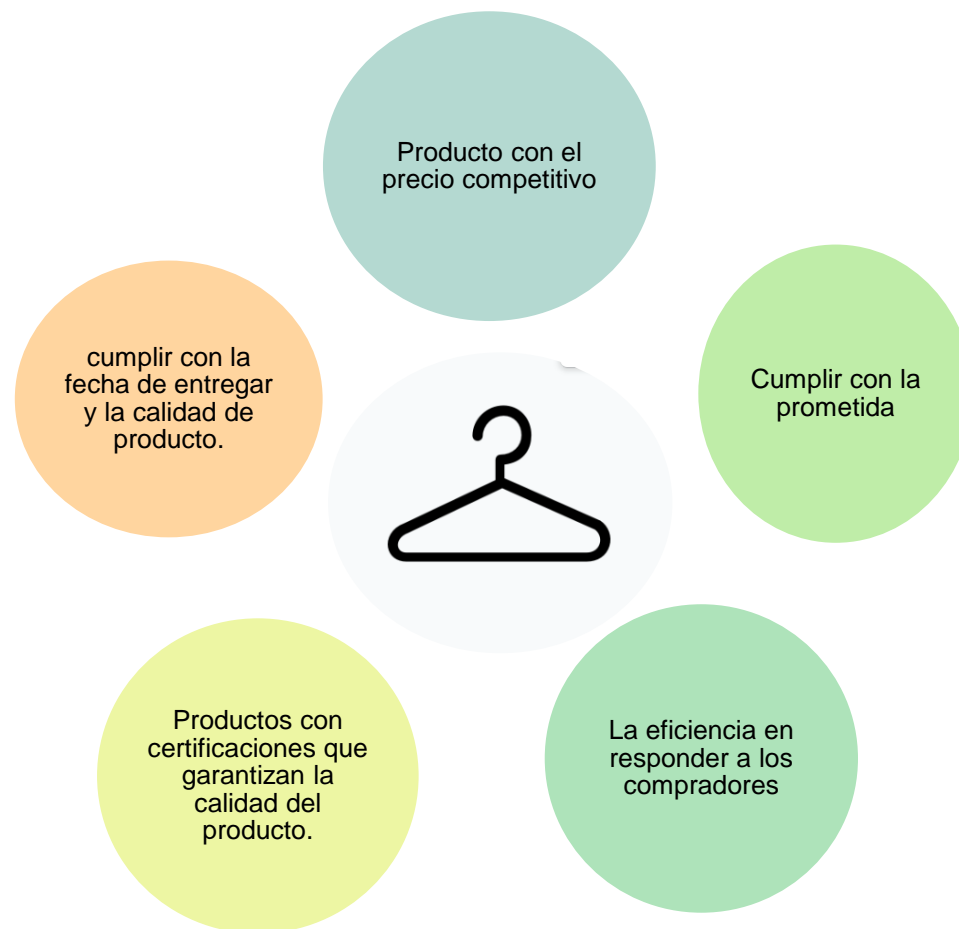 Producto con el
precio competitivo
cumplir con la
fecha de entregar
y la calidad de
producto.
Cumplir con la
prometida
Productos con
certificaciones que
garantizan la
calidad del
producto.
La eficiencia en
responder a los
compradores